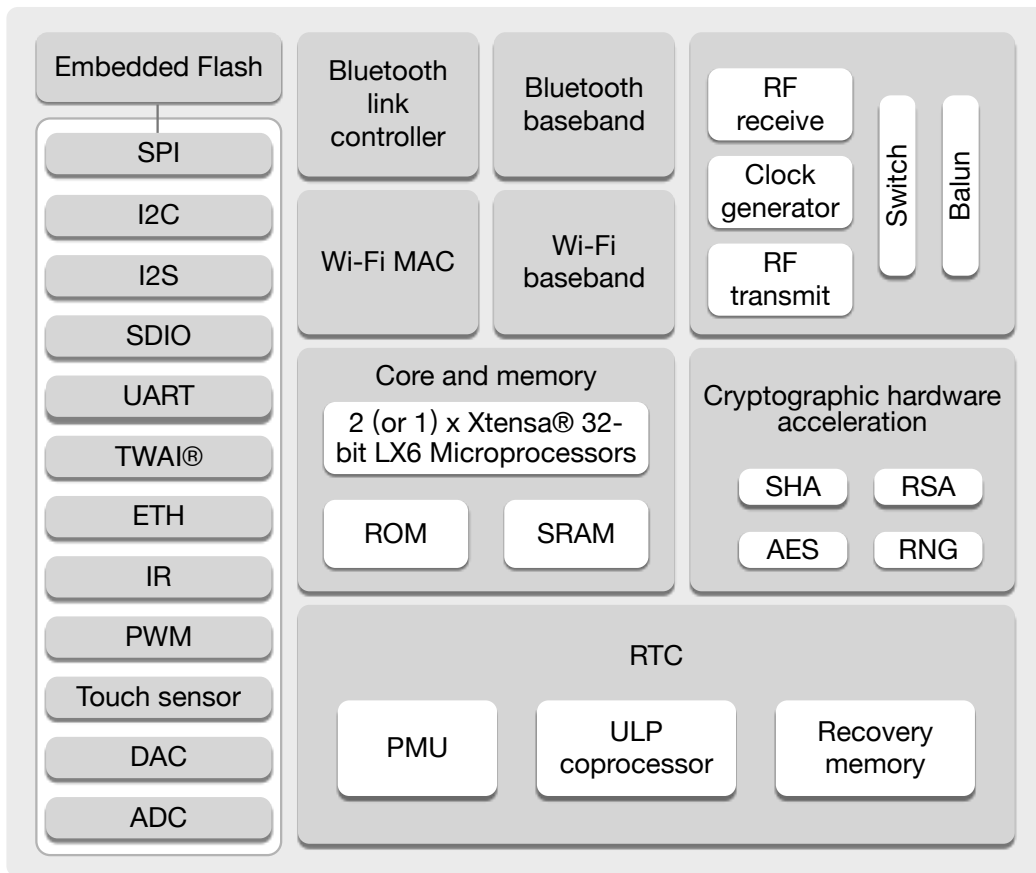 Embedded Flash
SPI
I2C
I2S
SDIO
UART
TWAI®
ETH
IR
PWM
Touch sensor
DAC
ADC
Bluetooth
link
controller
Bluetooth
baseband
Wi-Fi MAC
Wi-Fi
baseband
RF
receive
Clock
generator
RF
transmit
Switch
Balun
Core and memory
2 (or 1) x Xtensa® 32-
bit LX6 Microprocessors
ROM
SRAM
Cryptographic hardware
acceleration
SHA
RSA
AES
RNG
RTC
PMU
ULP
coprocessor
Recovery
memory